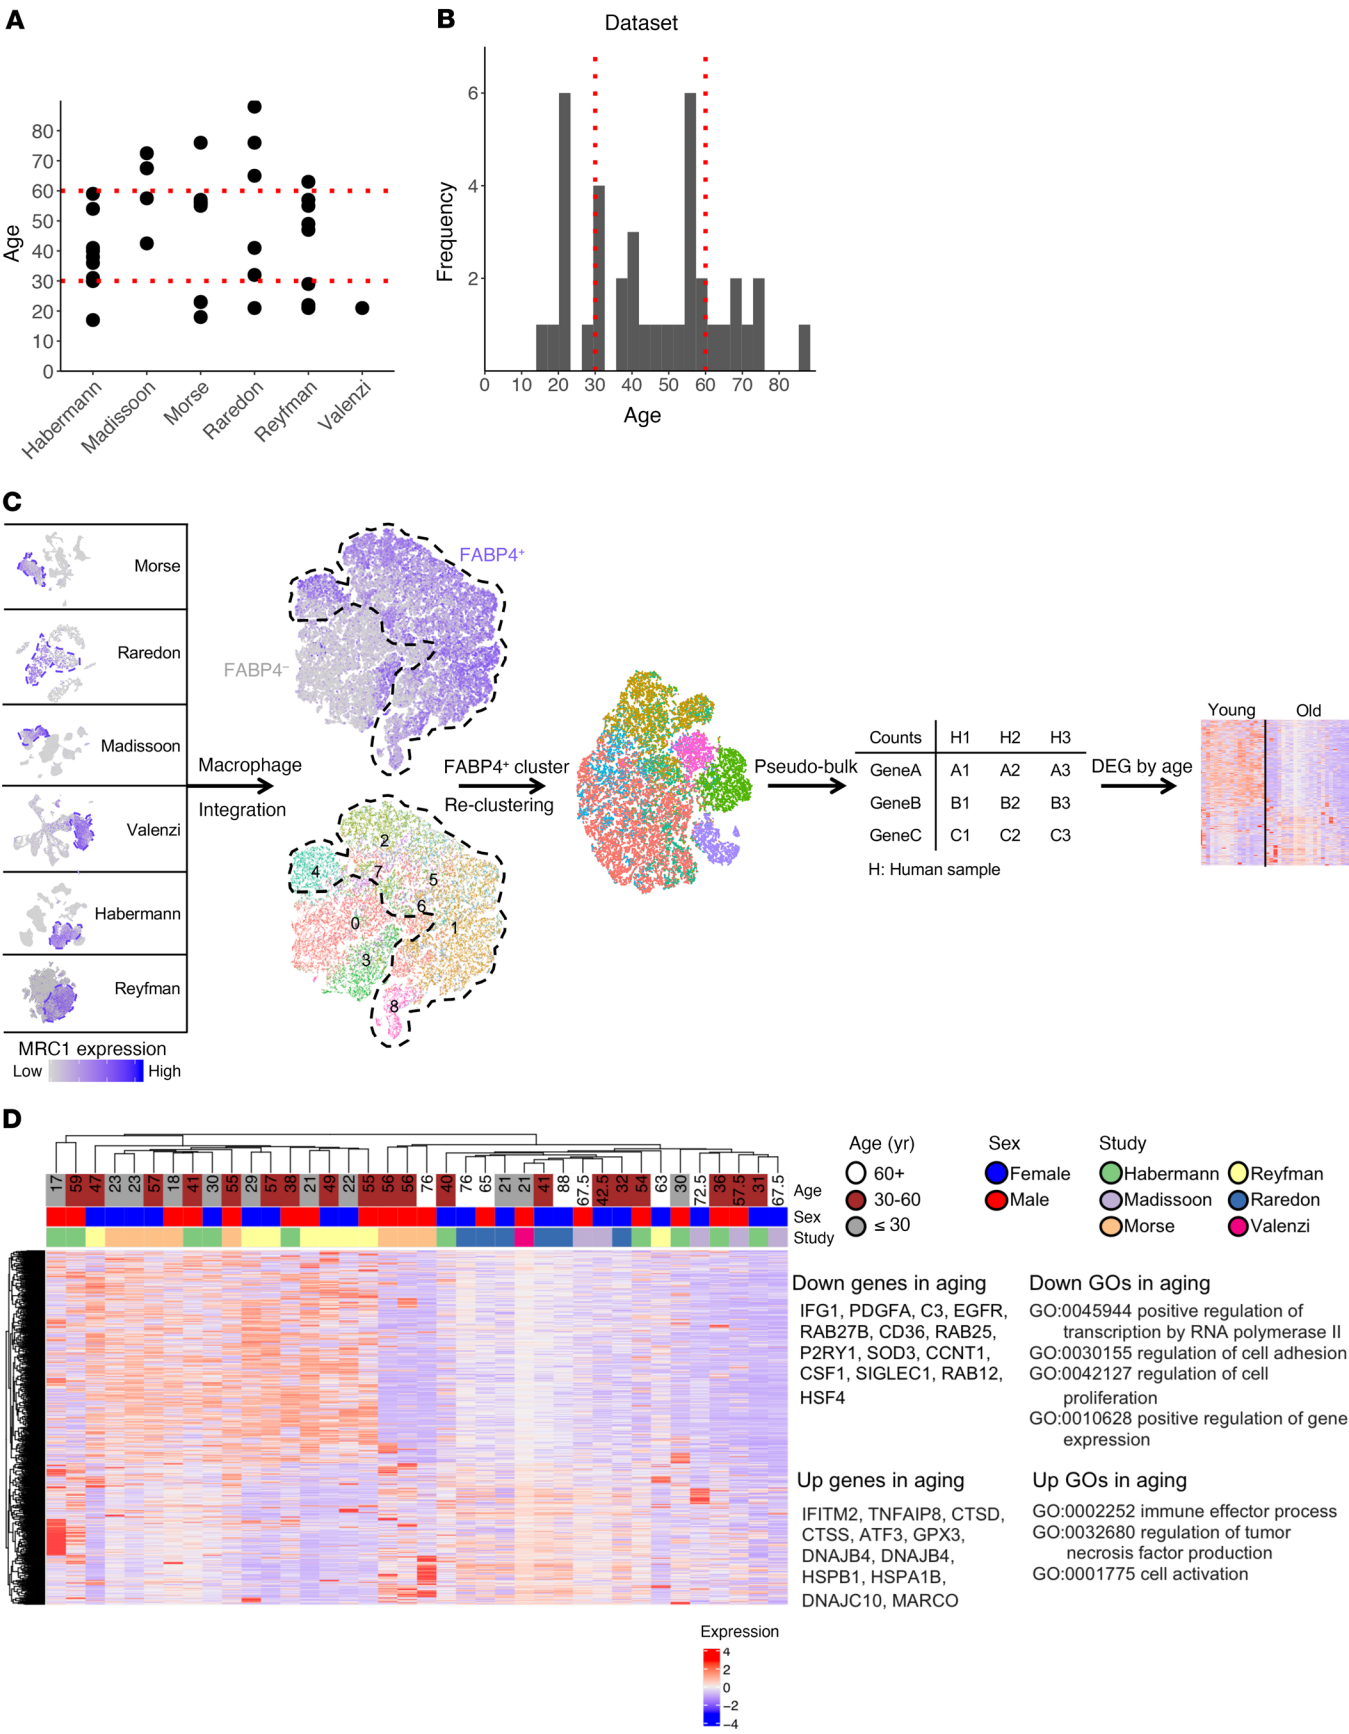 A
Age
80
70
60
50
40
30
20
10
0
Habermann
Madissoon
Morse
Raredon
Reyfman
Valenzi
B
Dataset
Frequency
6
4
2
0 10 20 30 40 50 60 70 80
Age
C
Morse
Raredon
Madissoon
Valenzi
Habermann
Reyfman
MRC1 expression
Low High
Macrophage
Integration
FABP4+
FABP4−
2
4
7
5
6
0
1
3
8
FABP4+ cluster
Re-clustering
Pseudo-bulk
Counts H1 H2 H3
GeneA A1 A2 A3
GeneB B1 B2 B3
GeneC C1 C2 C3
H: Human sample
DEG by age
Young Old
D
17 59 47 23 23 57 18 41 30 55 29 57 38 21 49 22 55 56 56 76 40 76 65 21 21 41 88 67.5 42.5 32 54 63 30 72.5 36 57.5 31 67.5
Age
Sex
Study
Age (yr)
60+
30-60
≤ 30
Sex
Female
Male
Study
Habermann
Madissoon
Morse
Reyfman
Raredon
Valenzi
Down genes in aging
IFG1, PDGFA, C3, EGFR,
RAB27B, CD36, RAB25,
P2RY1, SOD3, CCNT1,
CSF1, SIGLEC1, RAB12,
HSF4
Down GOs in aging
GO:0045944 positive regulation of
transcription by RNA polymerase II
GO:0030155 regulation of cell adhesion
GO:0042127 regulation of cell
proliferation
GO:0010628 positive regulation of gene
expression
Up genes in aging
IFITM2, TNFAIP8, CTSD,
CTSS, ATF3, GPX3,
DNAJB4, DNAJB4,
HSPB1, HSPA1B,
DNAJC10, MARCO
Up GOs in aging
GO:0002252 immune effector process
GO:0032680 regulation of tumor
necrosis factor production
GO:0001775 cell activation
Expression
4
2
0
−2
−4